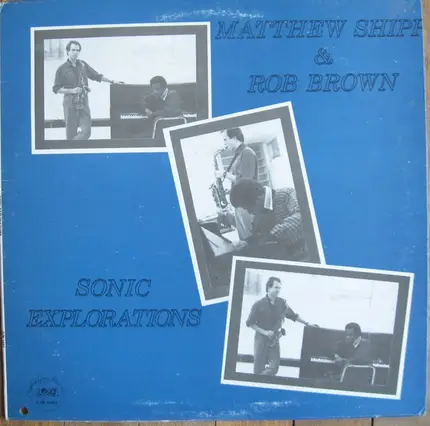 MATTHEW SHIPP
&
ROB BROWN
SONIC
EXPLORATIONS